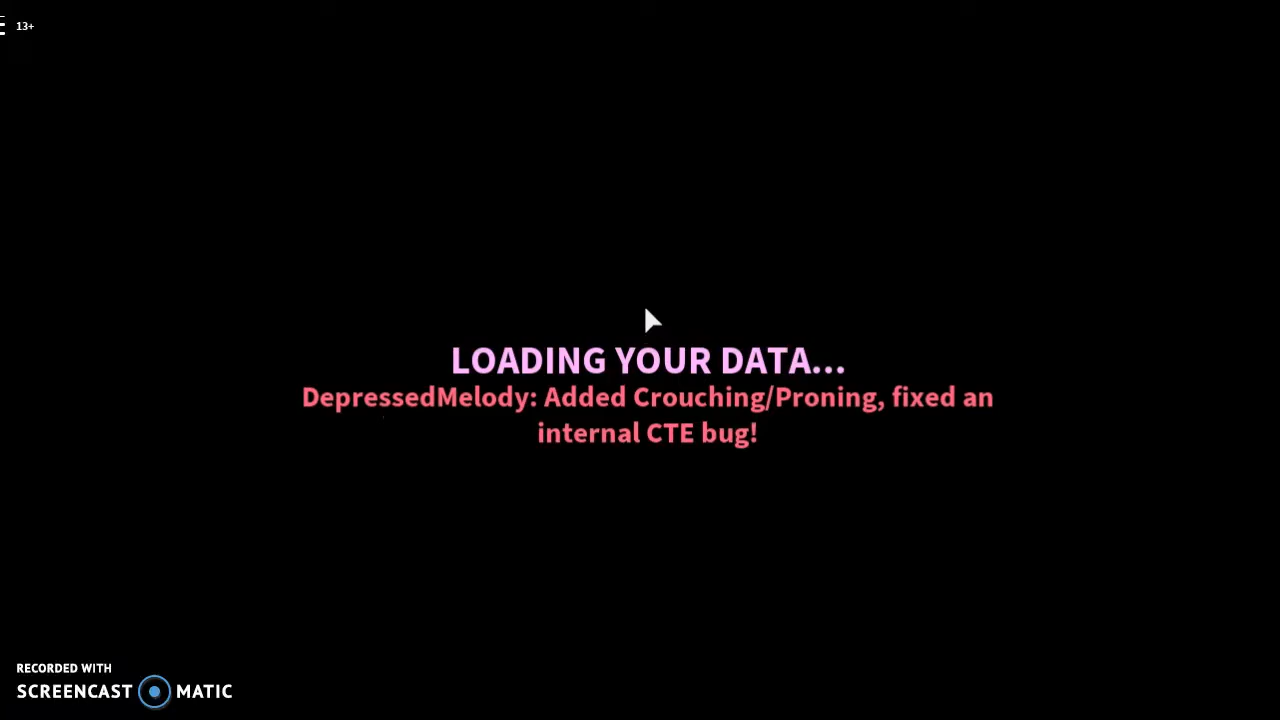 13+
LOADING YOUR DATA...
DepressedMelody: Added Crouching/Proning, fixed an
internal CTE bug!
RECORDED WITH
SCREENCAST MATIC